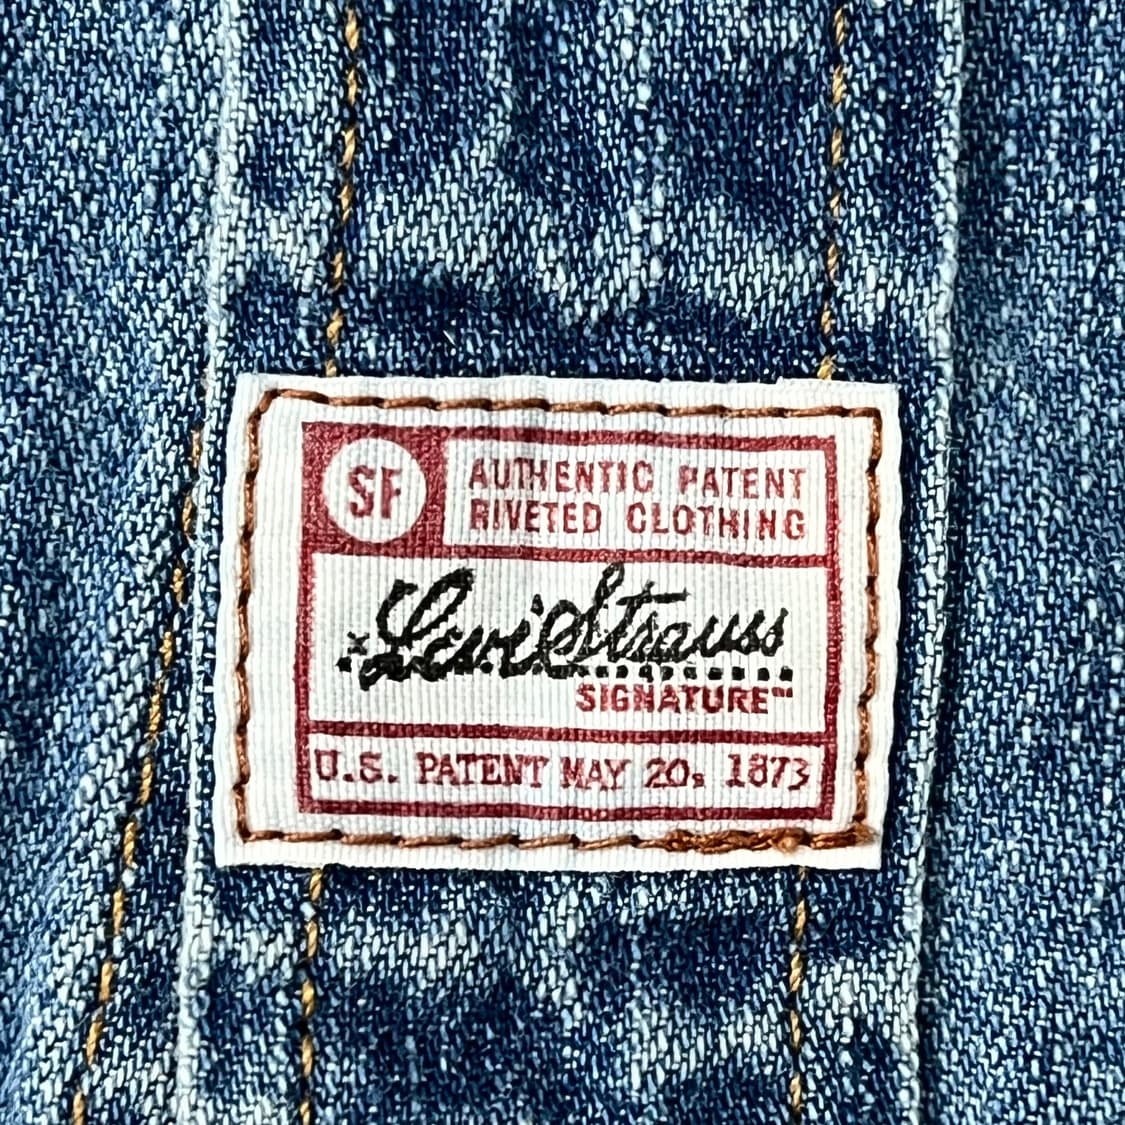 SF
AUTHENTIC PATENT
RIVETED CLOTHING
x Levi Strauss
SIGNATURE™
U.S. PATENT MAY 20, 1873